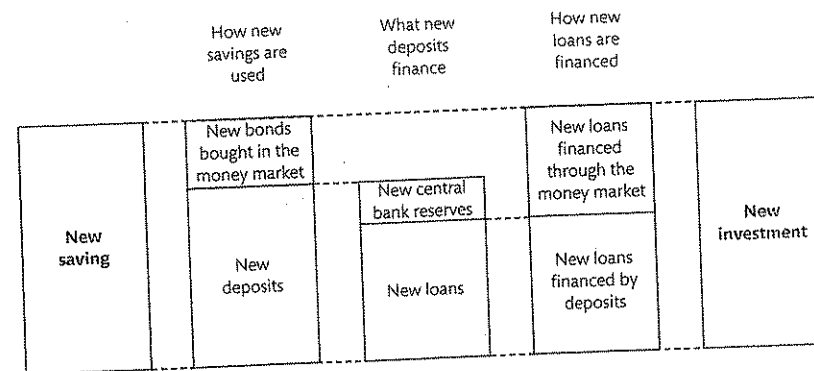 How new
savings are
used
What new
deposits
finance
How new
loans are
financed
New
saving
New bonds
bought in the
money market
New
deposits
New central
bank reserves
New loans
New loans
financed
through the
money market
New loans
financed by
deposits
New
investment